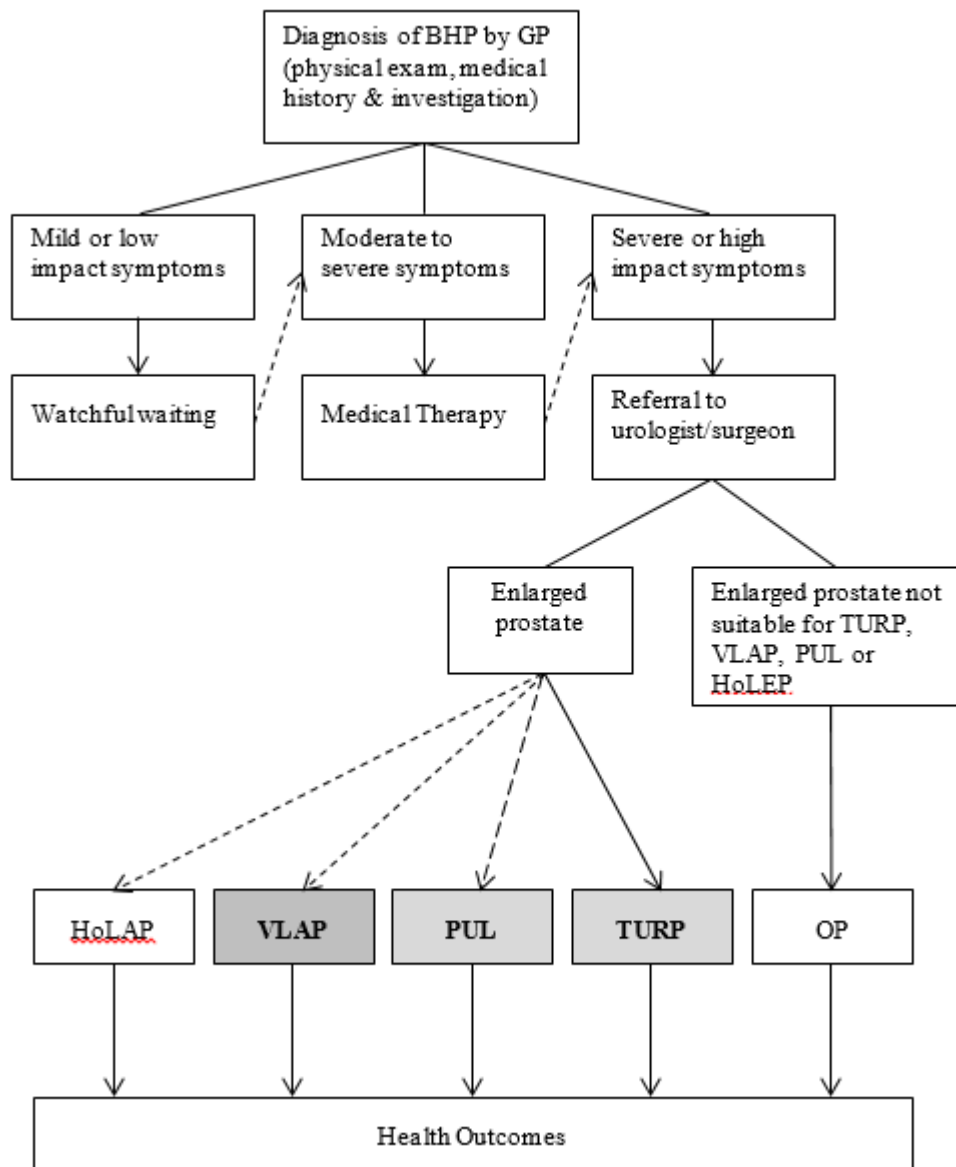 Diagnosis of BHP by GP
(physical exam, medical
history & investigation)
Mild or low
impact symptoms
Moderate to
severe symptoms
Severe or high
impact symptoms
Watchful waiting
Medical Therapy
Referral to
urologist/surgeon
Enlarged
prostate
Enlarged prostate not
suitable for TURP,
VLAP, PUL or
HoLEP
HoLAP
VLAP
PUL
TURP
OP
Health Outcomes